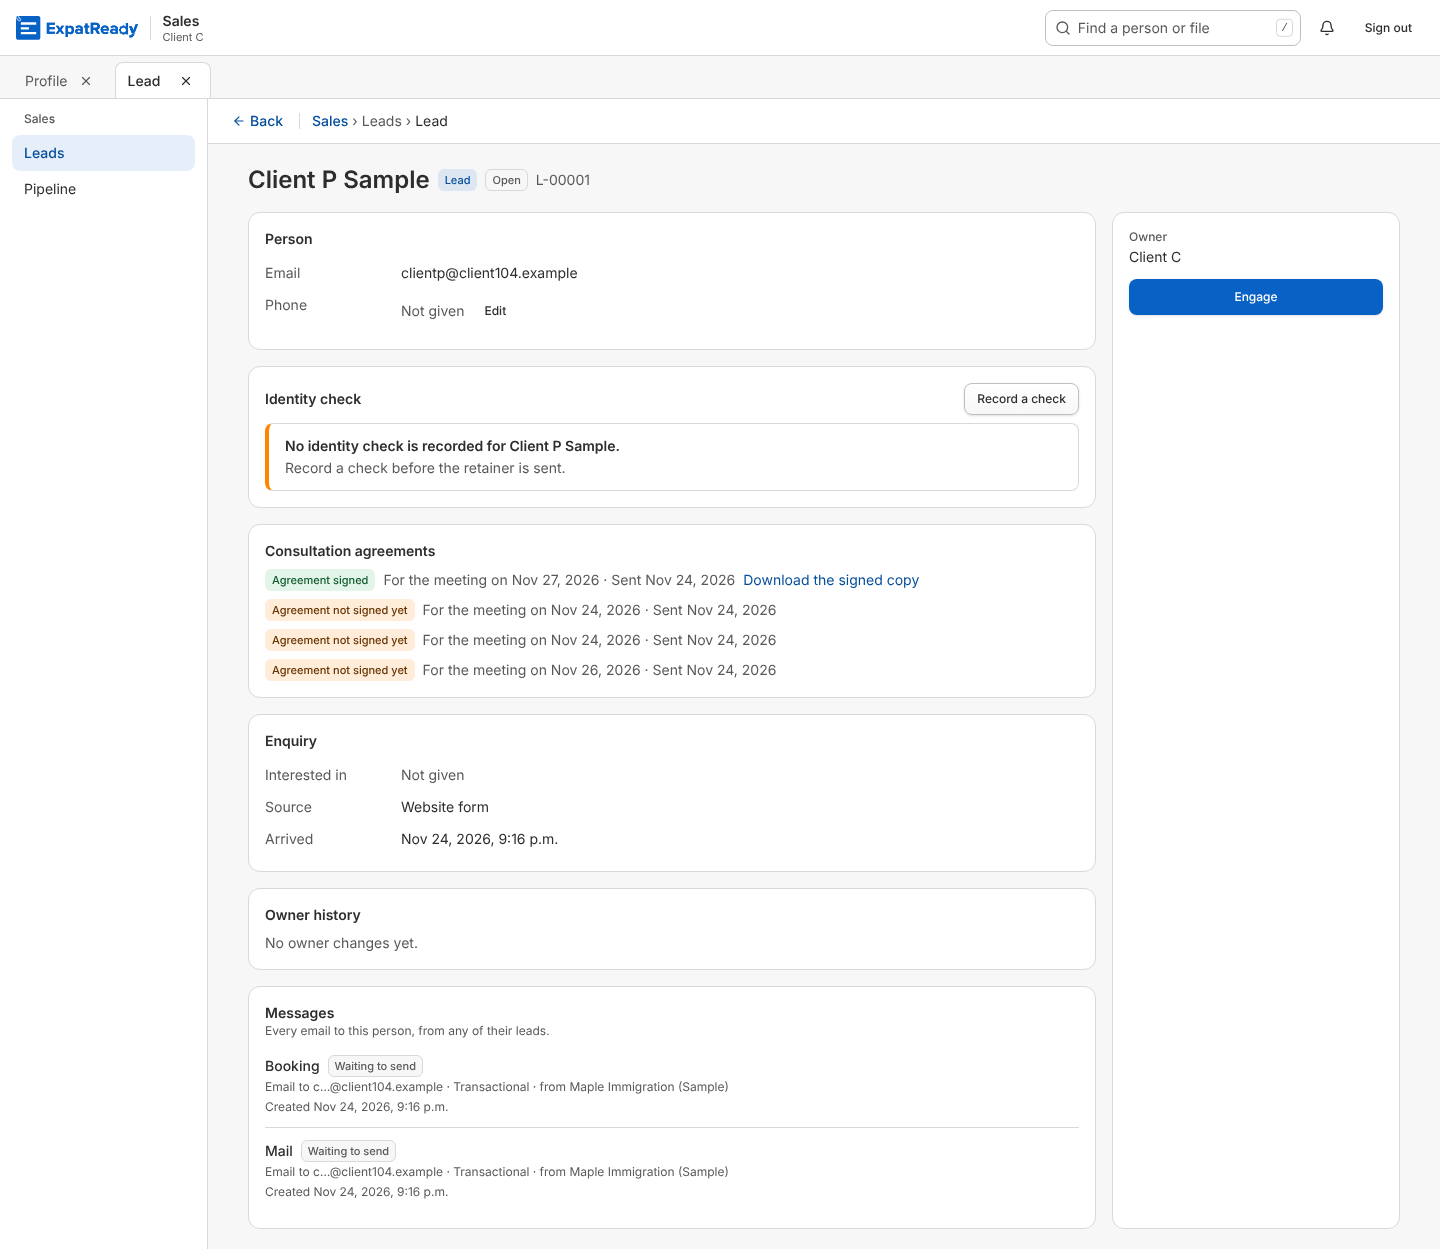 ExpatReady
Sales
Client C
Find a person or file
/
Sign out
Profile
Lead
Sales
Leads
Pipeline
Back
Sales › Leads › Lead
Client P Sample Lead Open L-00001
Person
Email clientp@client104.example
Phone Not given Edit
Identity check
Record a check
No identity check is recorded for Client P Sample.
Record a check before the retainer is sent.
Consultation agreements
Agreement signed For the meeting on Nov 27, 2026 · Sent Nov 24, 2026 Download the signed copy
Agreement not signed yet For the meeting on Nov 24, 2026 · Sent Nov 24, 2026
Agreement not signed yet For the meeting on Nov 24, 2026 · Sent Nov 24, 2026
Agreement not signed yet For the meeting on Nov 26, 2026 · Sent Nov 24, 2026
Enquiry
Interested in Not given
Source Website form
Arrived Nov 24, 2026, 9:16 p.m.
Owner history
No owner changes yet.
Messages
Every email to this person, from any of their leads.
Booking Waiting to send
Email to c…@client104.example · Transactional · from Maple Immigration (Sample)
Created Nov 24, 2026, 9:16 p.m.
Mail Waiting to send
Email to c…@client104.example · Transactional · from Maple Immigration (Sample)
Created Nov 24, 2026, 9:16 p.m.
Owner
Client C
Engage